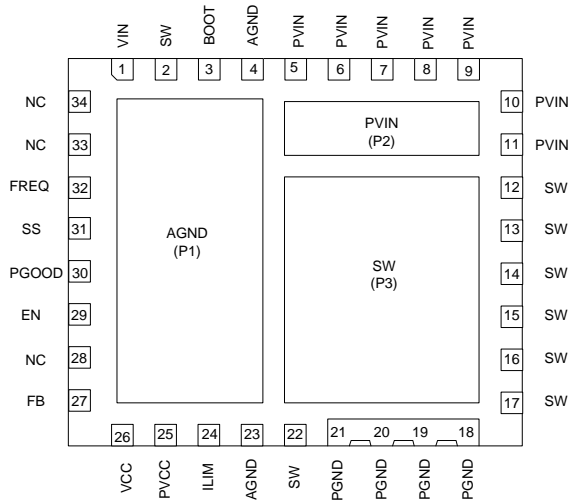 VIN SW BOOT AGND PVIN PVIN PVIN PVIN PVIN
1 2 3 4 5 6 7 8 9
NC 34 10 PVIN
PVIN
(P2)
NC 33 11 PVIN
FREQ 32 12 SW
SS 31 13 SW
AGND
(P1)
PGOOD 30 14 SW
SW
(P3)
EN 29 15 SW
NC 28 16 SW
FB 27 17 SW
26 25 24 23 22 21 20 19 18
VCC PVCC ILIM AGND SW PGND PGND PGND PGND